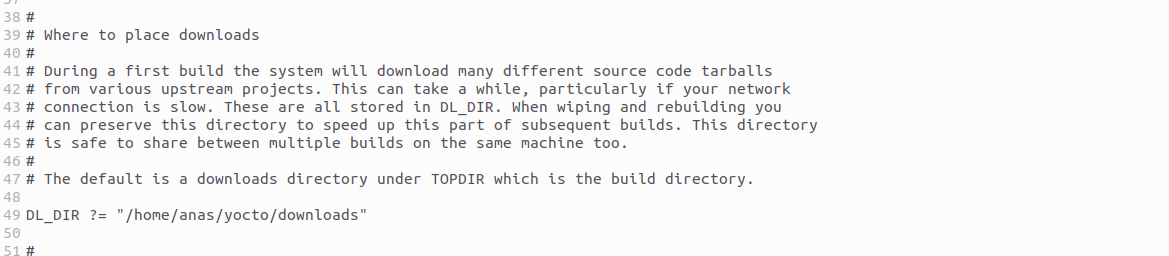 37
38 #
39 # Where to place downloads
40 #
41 # During a first build the system will download many different source code tarballs
42 # from various upstream projects. This can take a while, particularly if your network
43 # connection is slow. These are all stored in DL_DIR. When wiping and rebuilding you
44 # can preserve this directory to speed up this part of subsequent builds. This directory
45 # is safe to share between multiple builds on the same machine too.
46 #
47 # The default is a downloads directory under TOPDIR which is the build directory.
48
49 DL_DIR ?= "/home/anas/yocto/downloads"
50
51 #